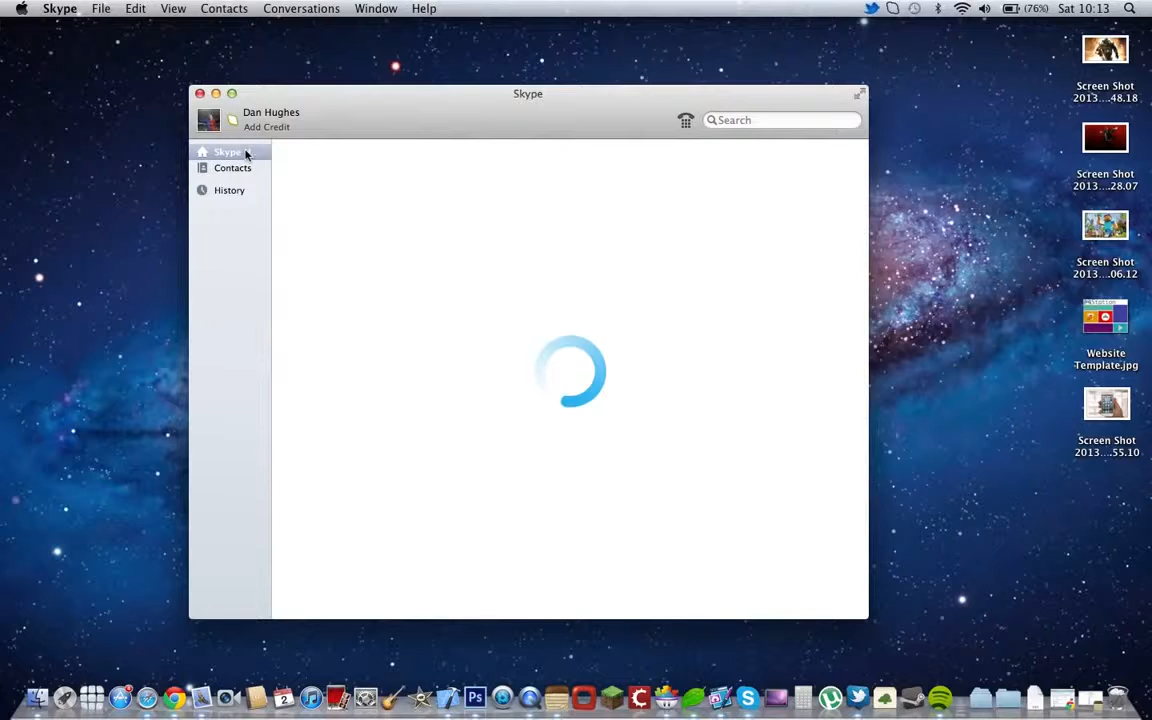 Skype File Edit View Contacts Conversations Window Help (76%) Sat 10:13
Skype
Dan Hughes
Add Credit
Search
Skype
Contacts
History
Screen Shot
2013....48.18
Screen Shot
2013....28.07
Screen Shot
2013....06.12
Website
Template.jpg
Screen Shot
2013....55.10
2
Ps